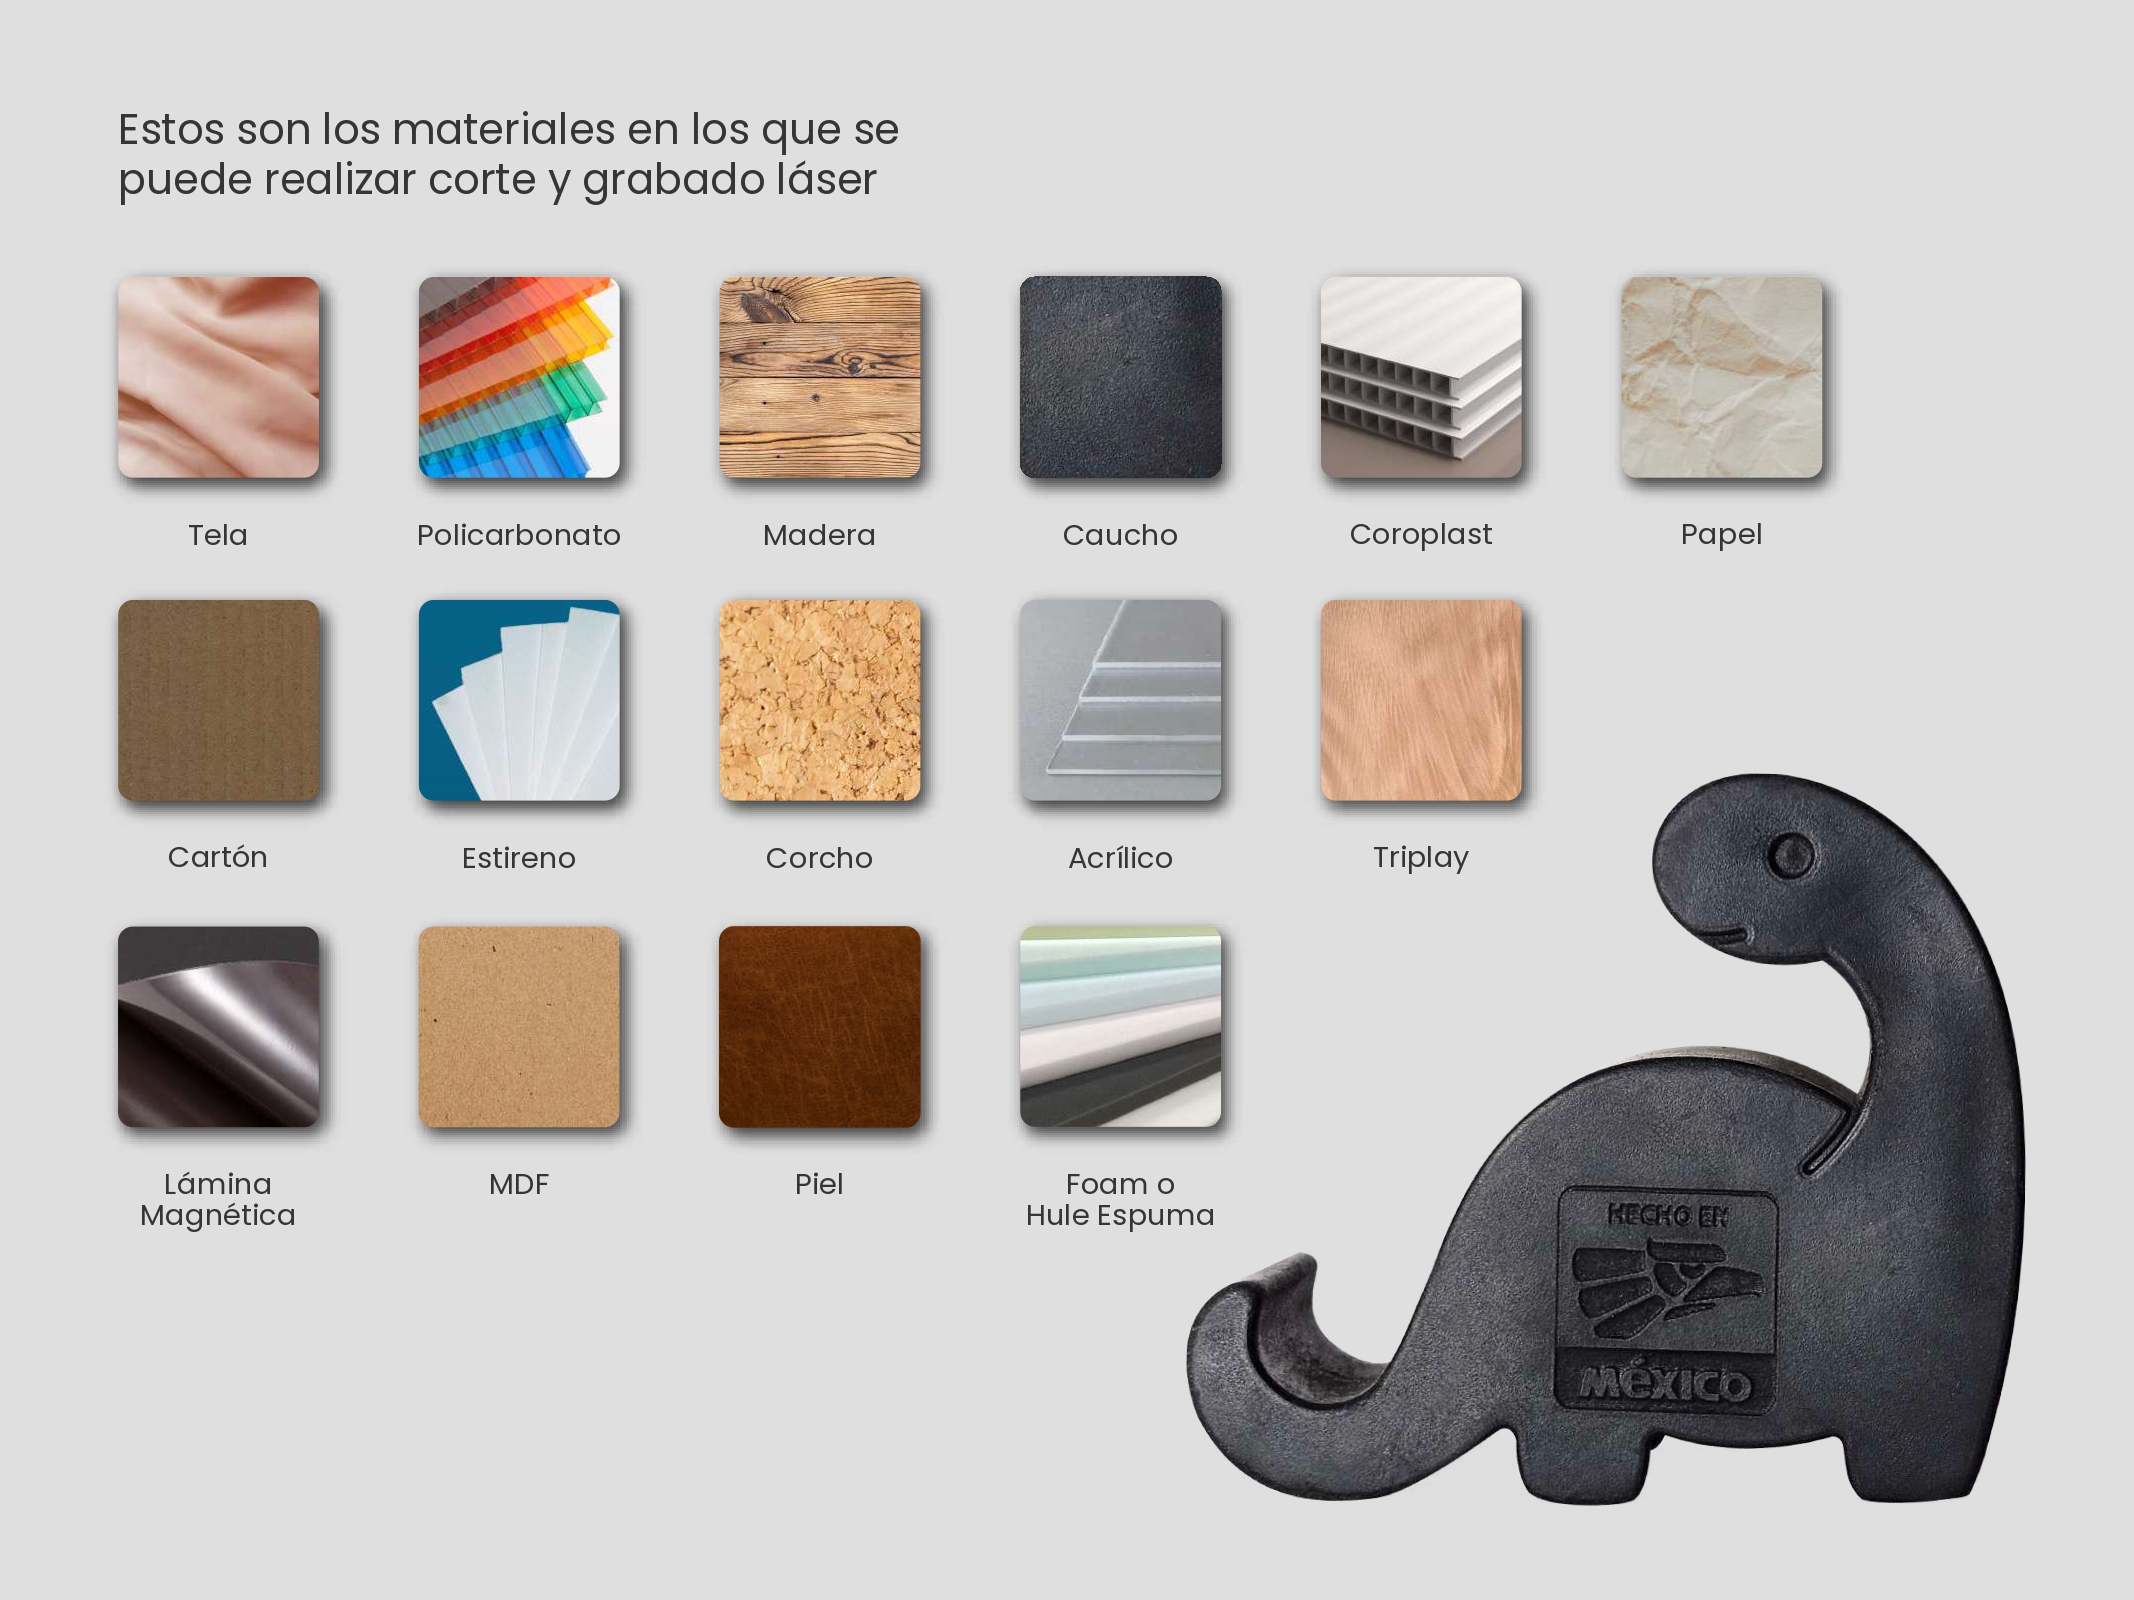 Estos son los materiales en los que se
puede realizar corte y grabado láser
Tela
Policarbonato
Madera
Caucho
Coroplast
Papel
Cartón
Estireno
Corcho
Acrílico
Triplay
Lámina
Magnética
MDF
Piel
Foam o
Hule Espuma
HECHO EN
MÉXICO